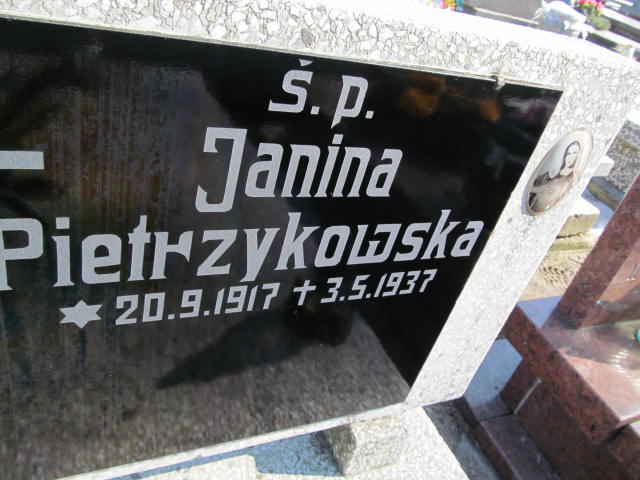 Ś.p.
Janina
Pietrzykowska
20.9.1917 † 3.5.1937